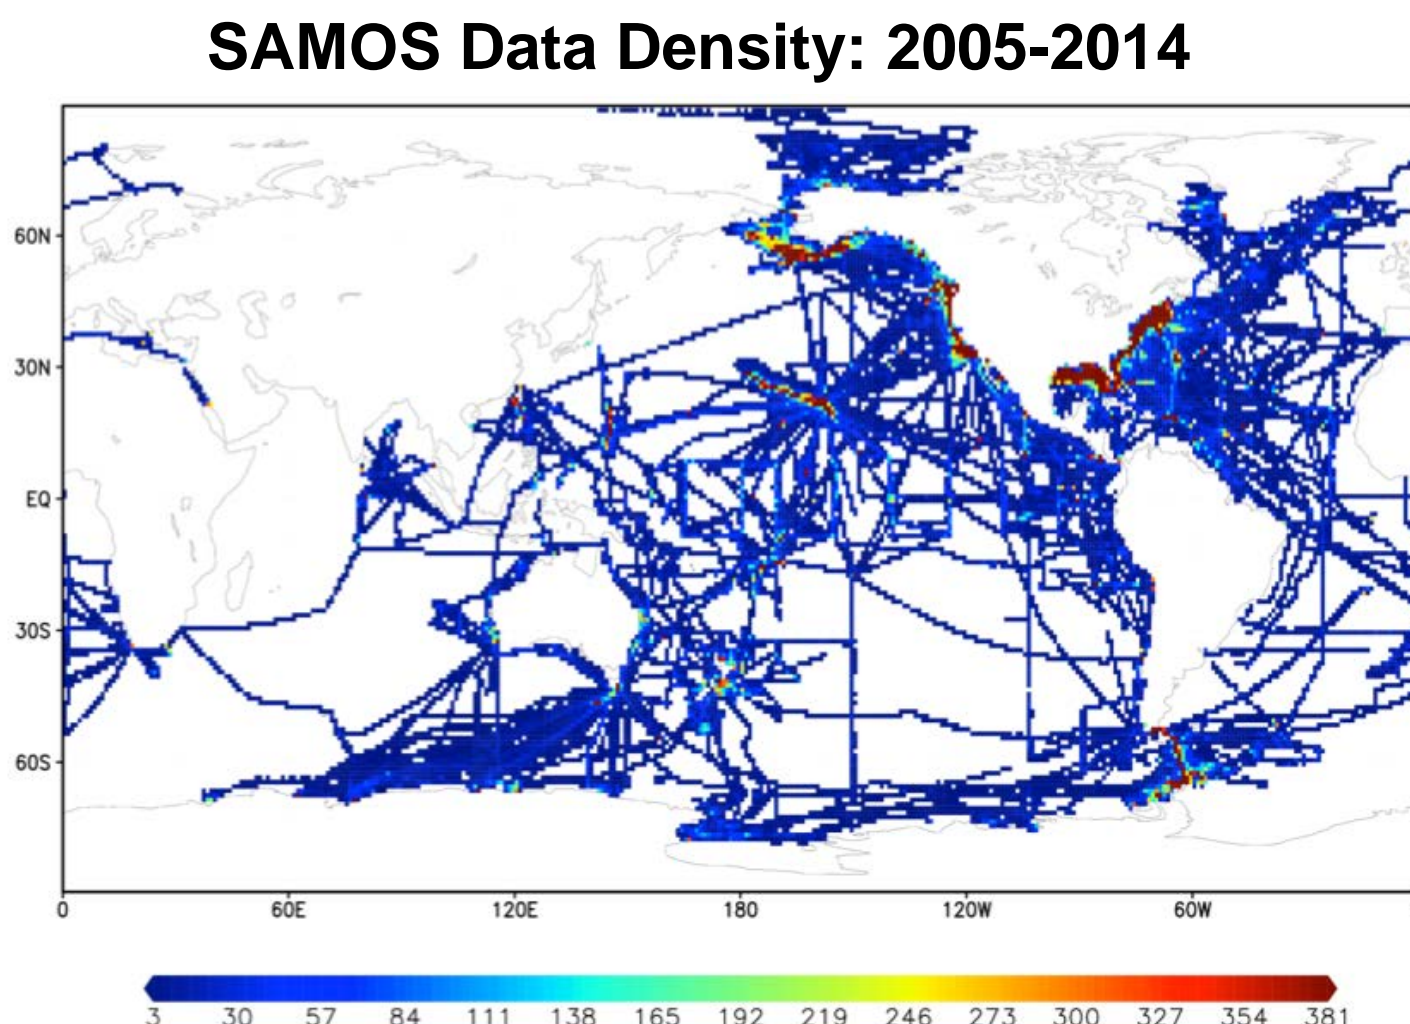 SAMOS Data Density: 2005-2014
60N
30N
EQ
30S
60S
0 60E 120E 180 120W 60W
3 30 57 84 111 138 165 192 219 246 273 300 327 354 381